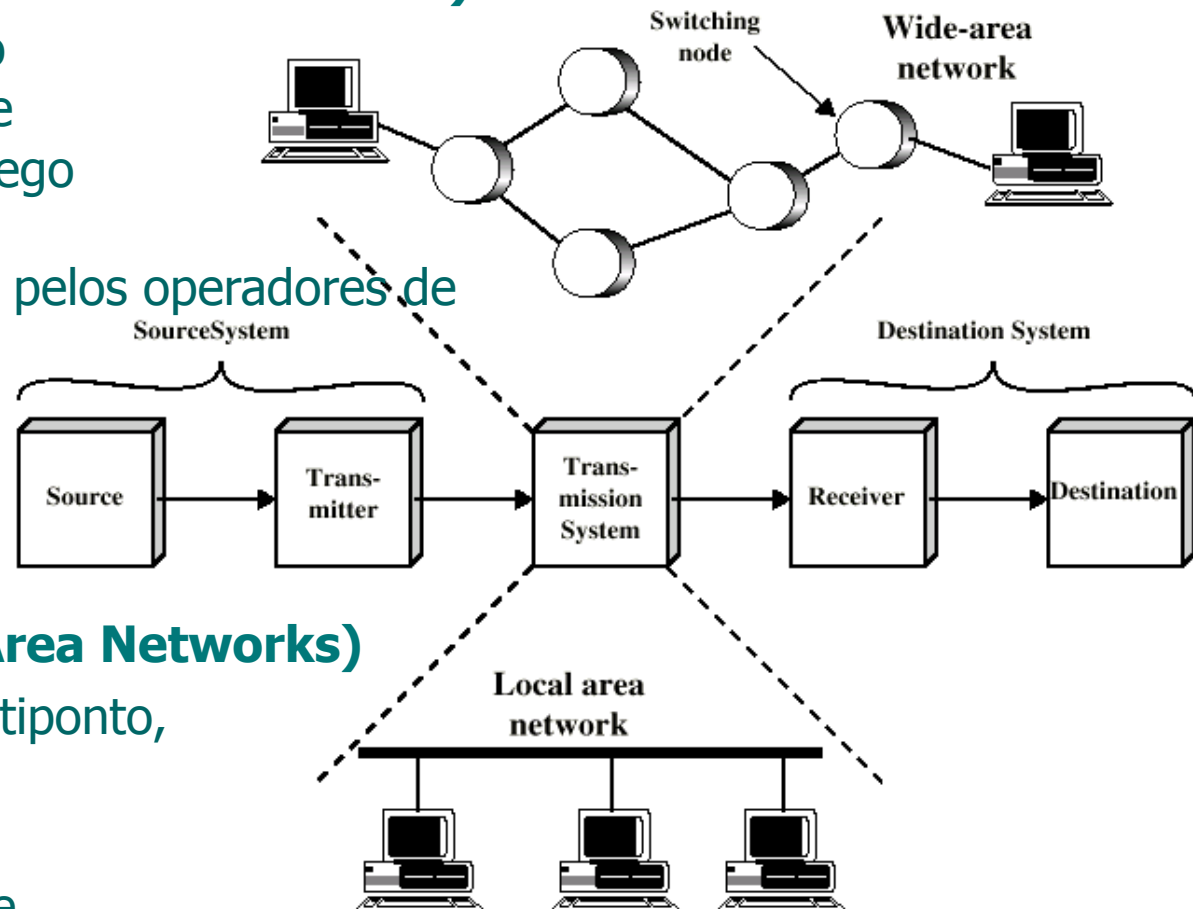 )
o
Switching
node
Wide-area
network
e
ego
pelos operadores de
SourceSystem
Destination System
Source
Trans-
mitter
Trans-
mission
System
Receiver
Destination
Area Networks)
tiponto,
Local area
network
e